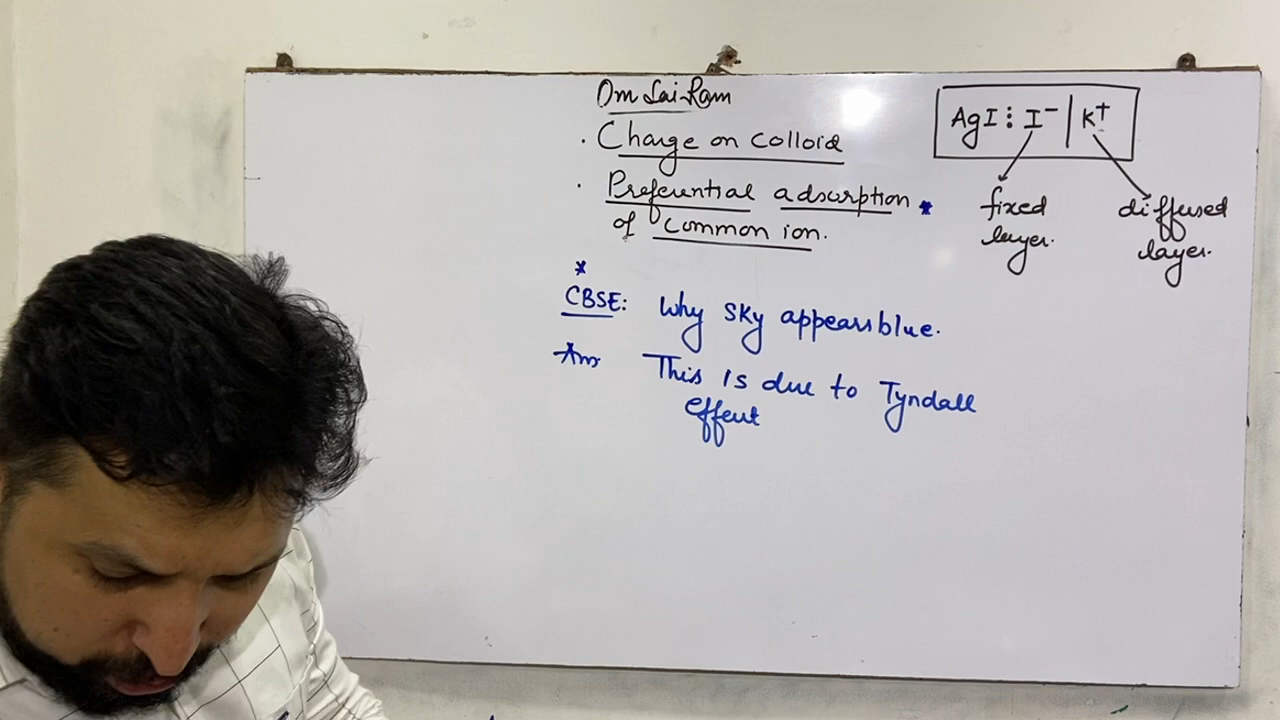 Om Sai Ram
· Charge on Colloid
· Preferential adsorption *
of common ion.
AgI ⋮ I⁻ | K⁺
fixed
layer.
diffused
layer.
*
CBSE: Why Sky appears blue.
Ans This is due to Tyndall
effect